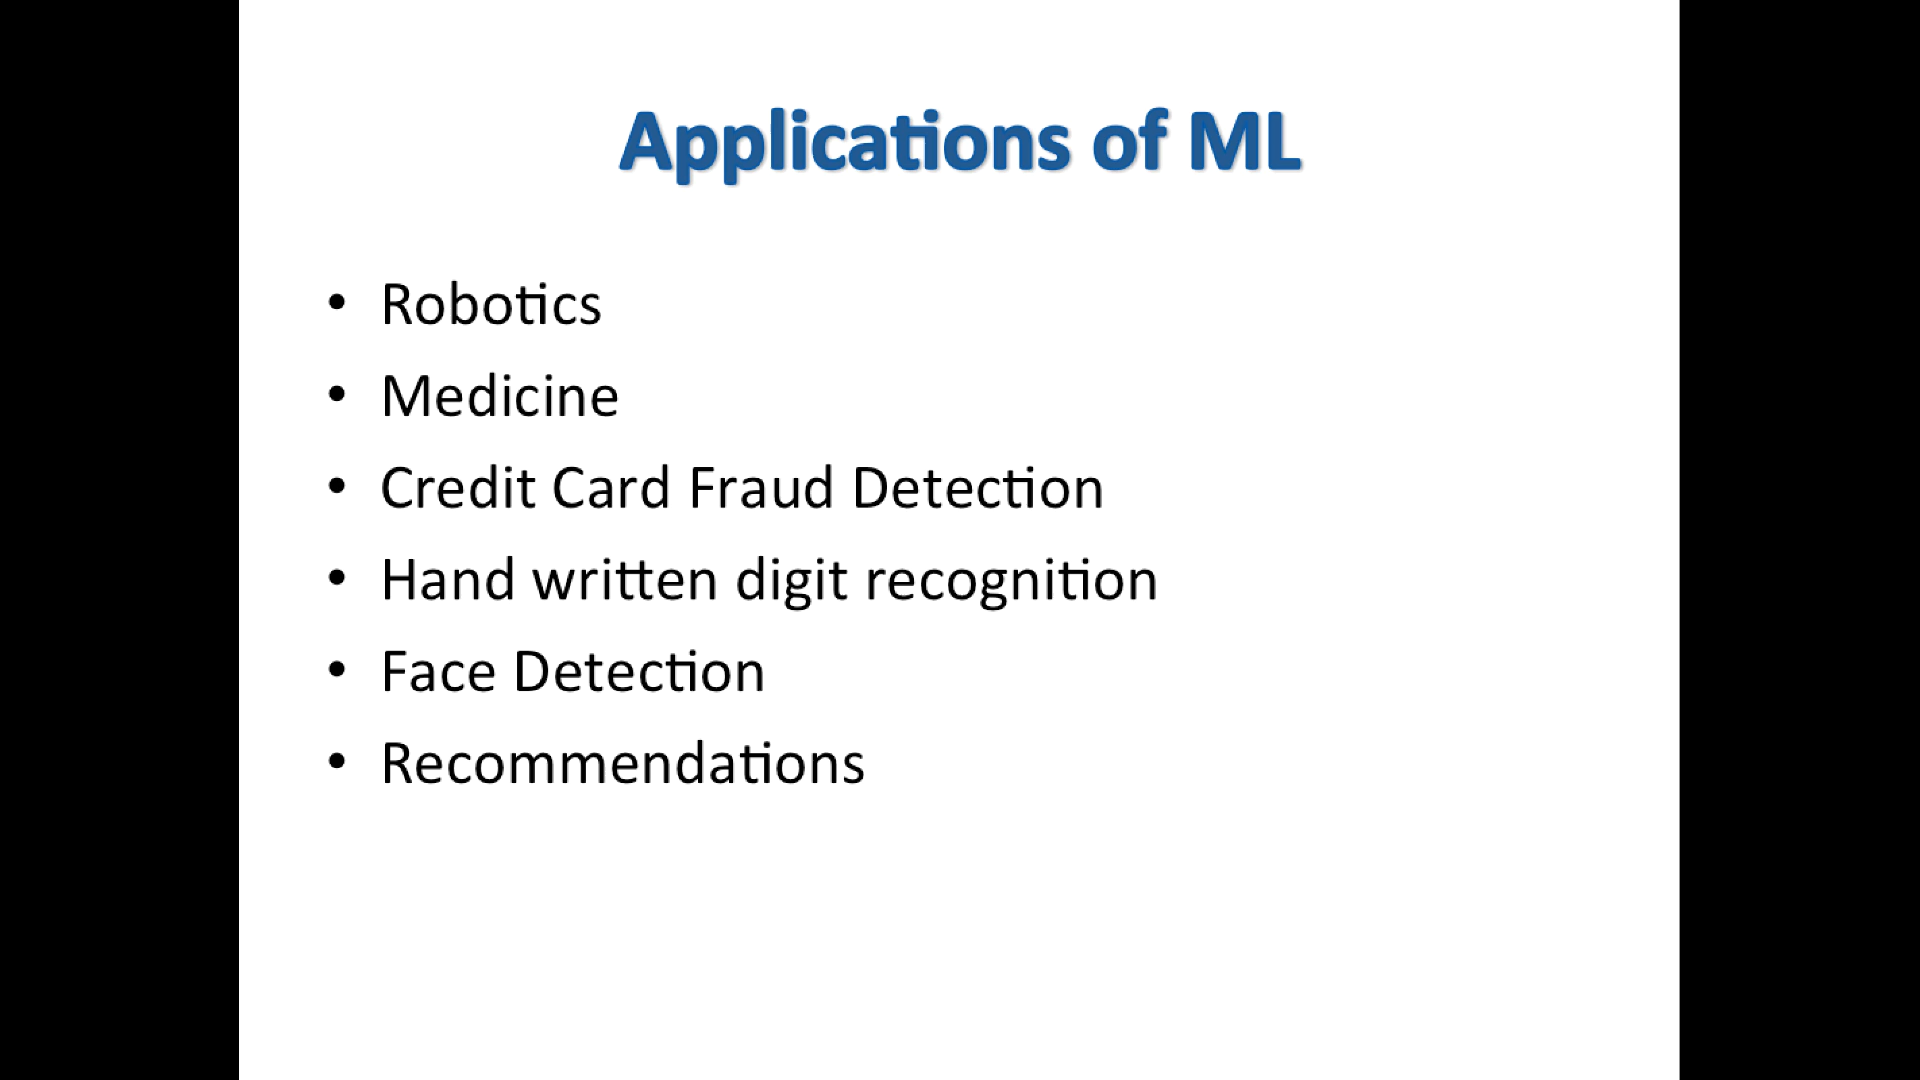 Applications of ML
• Robotics
• Medicine
• Credit Card Fraud Detection
• Hand written digit recognition
• Face Detection
• Recommendations